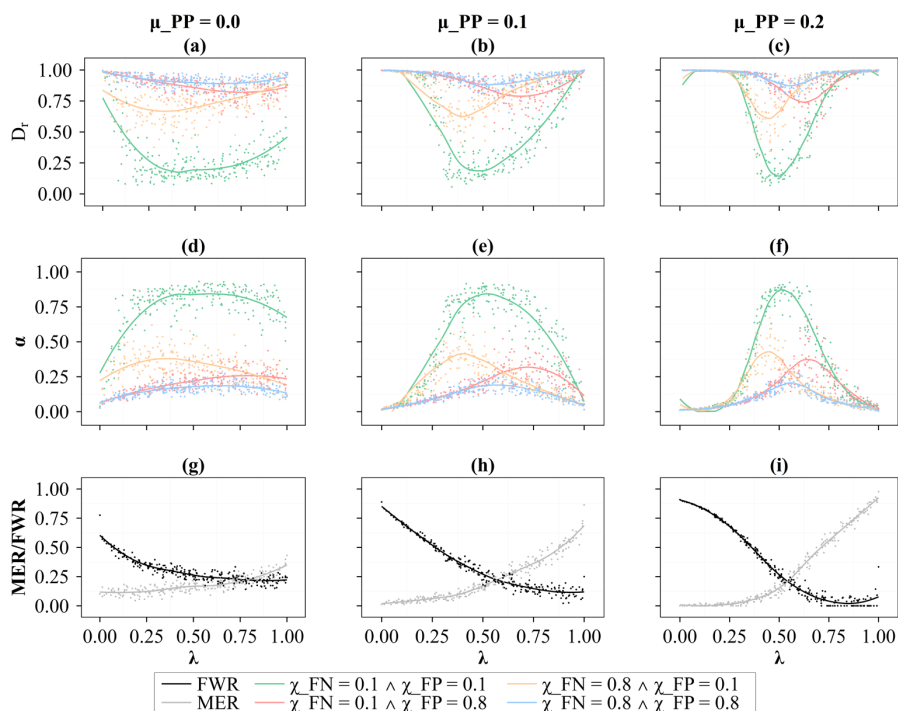 μ_PP = 0.0 μ_PP = 0.1 μ_PP = 0.2
(a) (b) (c)
1.00
0.75
0.50
0.25
0.00
D_r
(d) (e) (f)
1.00
0.75
0.50
0.25
0.00
α
(g) (h) (i)
1.00
0.75
0.50
0.25
0.00
MER/FWR
0.00 0.25 0.50 0.75 1.00 0.00 0.25 0.50 0.75 1.00 0.00 0.25 0.50 0.75 1.00
λ λ λ
FWR χ_FN = 0.1 ∧ χ_FP = 0.1 χ_FN = 0.8 ∧ χ_FP = 0.1
MER χ_FN = 0.1 ∧ χ_FP = 0.8 χ_FN = 0.8 ∧ χ_FP = 0.8